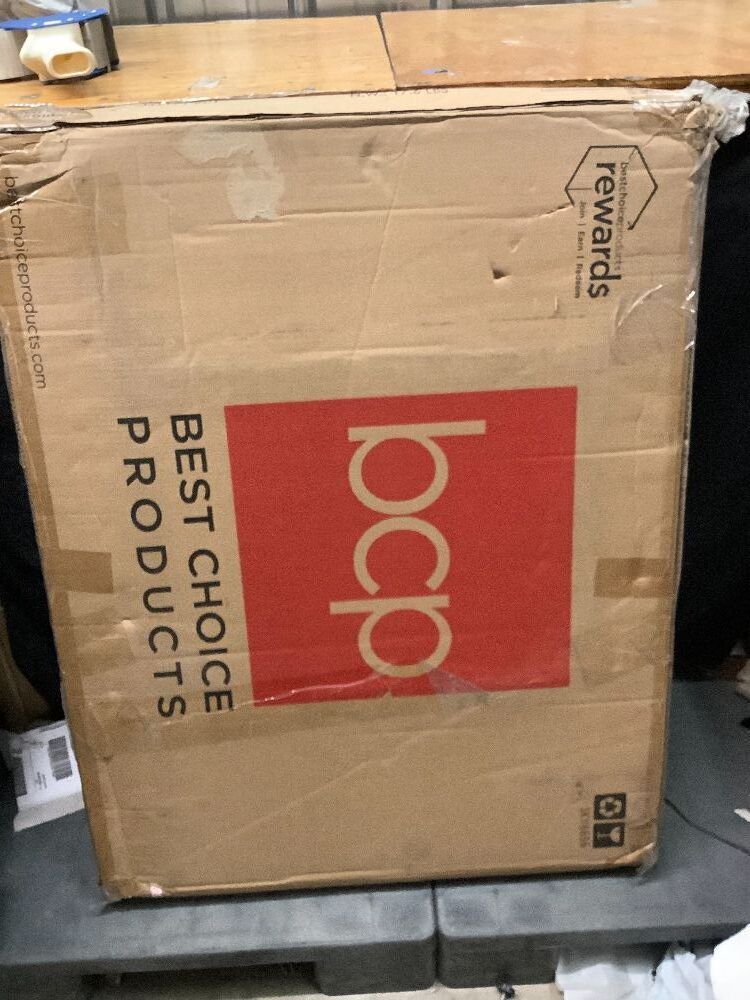 bestchoiceproducts
rewards
Join | Earn | Redeem
bcp
BEST CHOICE
PRODUCTS
bestchoiceproducts.com